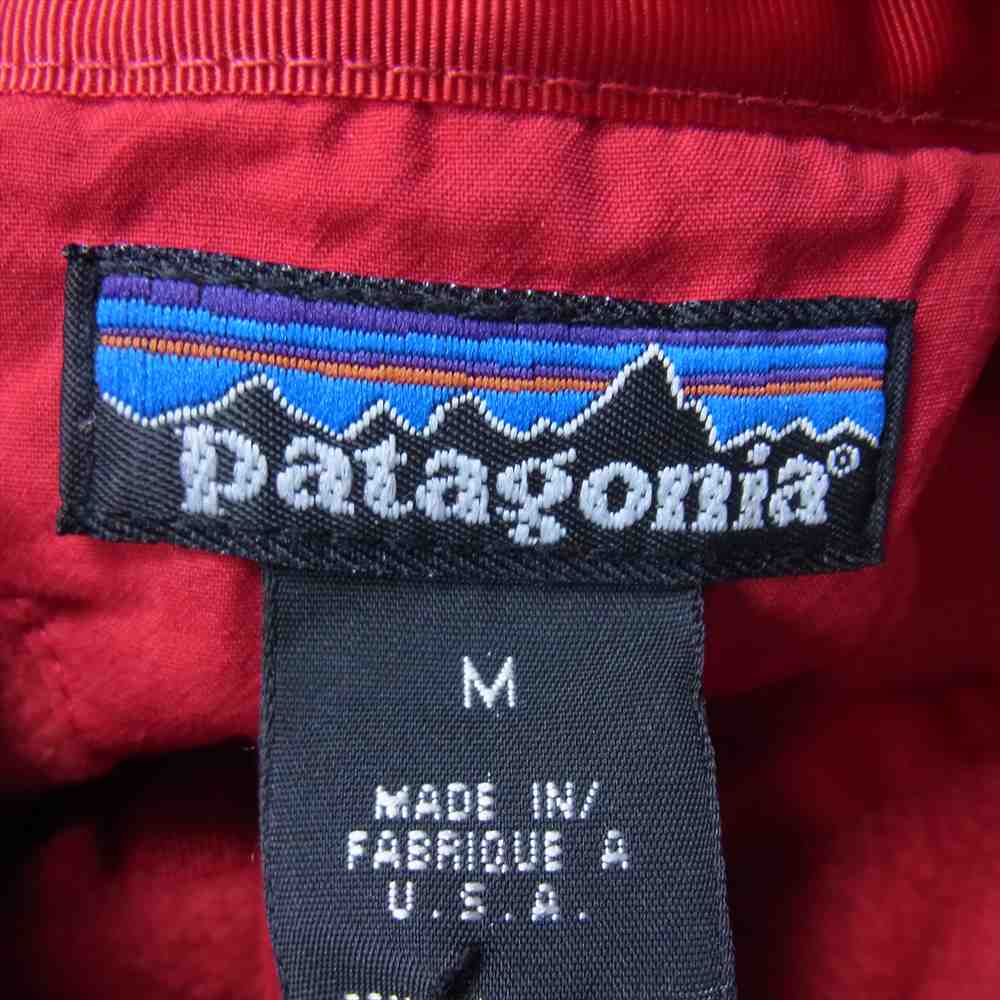 patagonia®
M
MADE IN/
FABRIQUE A
U.S.A.